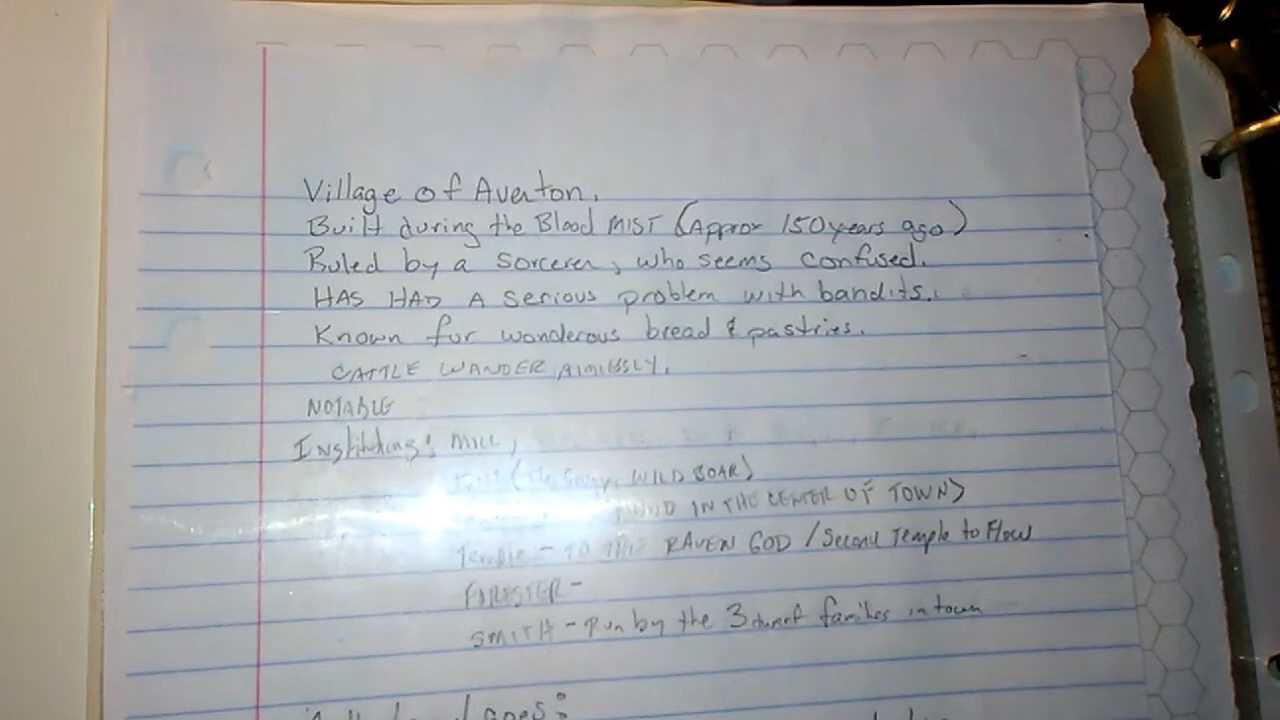 Village of Averton.
Built during the Blood MIST (Approx 150 years ago)
Ruled by a Sorcerer, who seems confused.
HAS HAD A serious problem with bandits.
Known for wonderous bread & pastries.
CATTLE WANDER AIMLESSLY.
NOTABLE
Institutions: MILL,
WILD BOAR)
IN THE CENTER OF TOWN)
Temple - TO THE RAVEN GOD / Second Temple to
FORESTER -
SMITH - Run by the 3 dwarf families in town